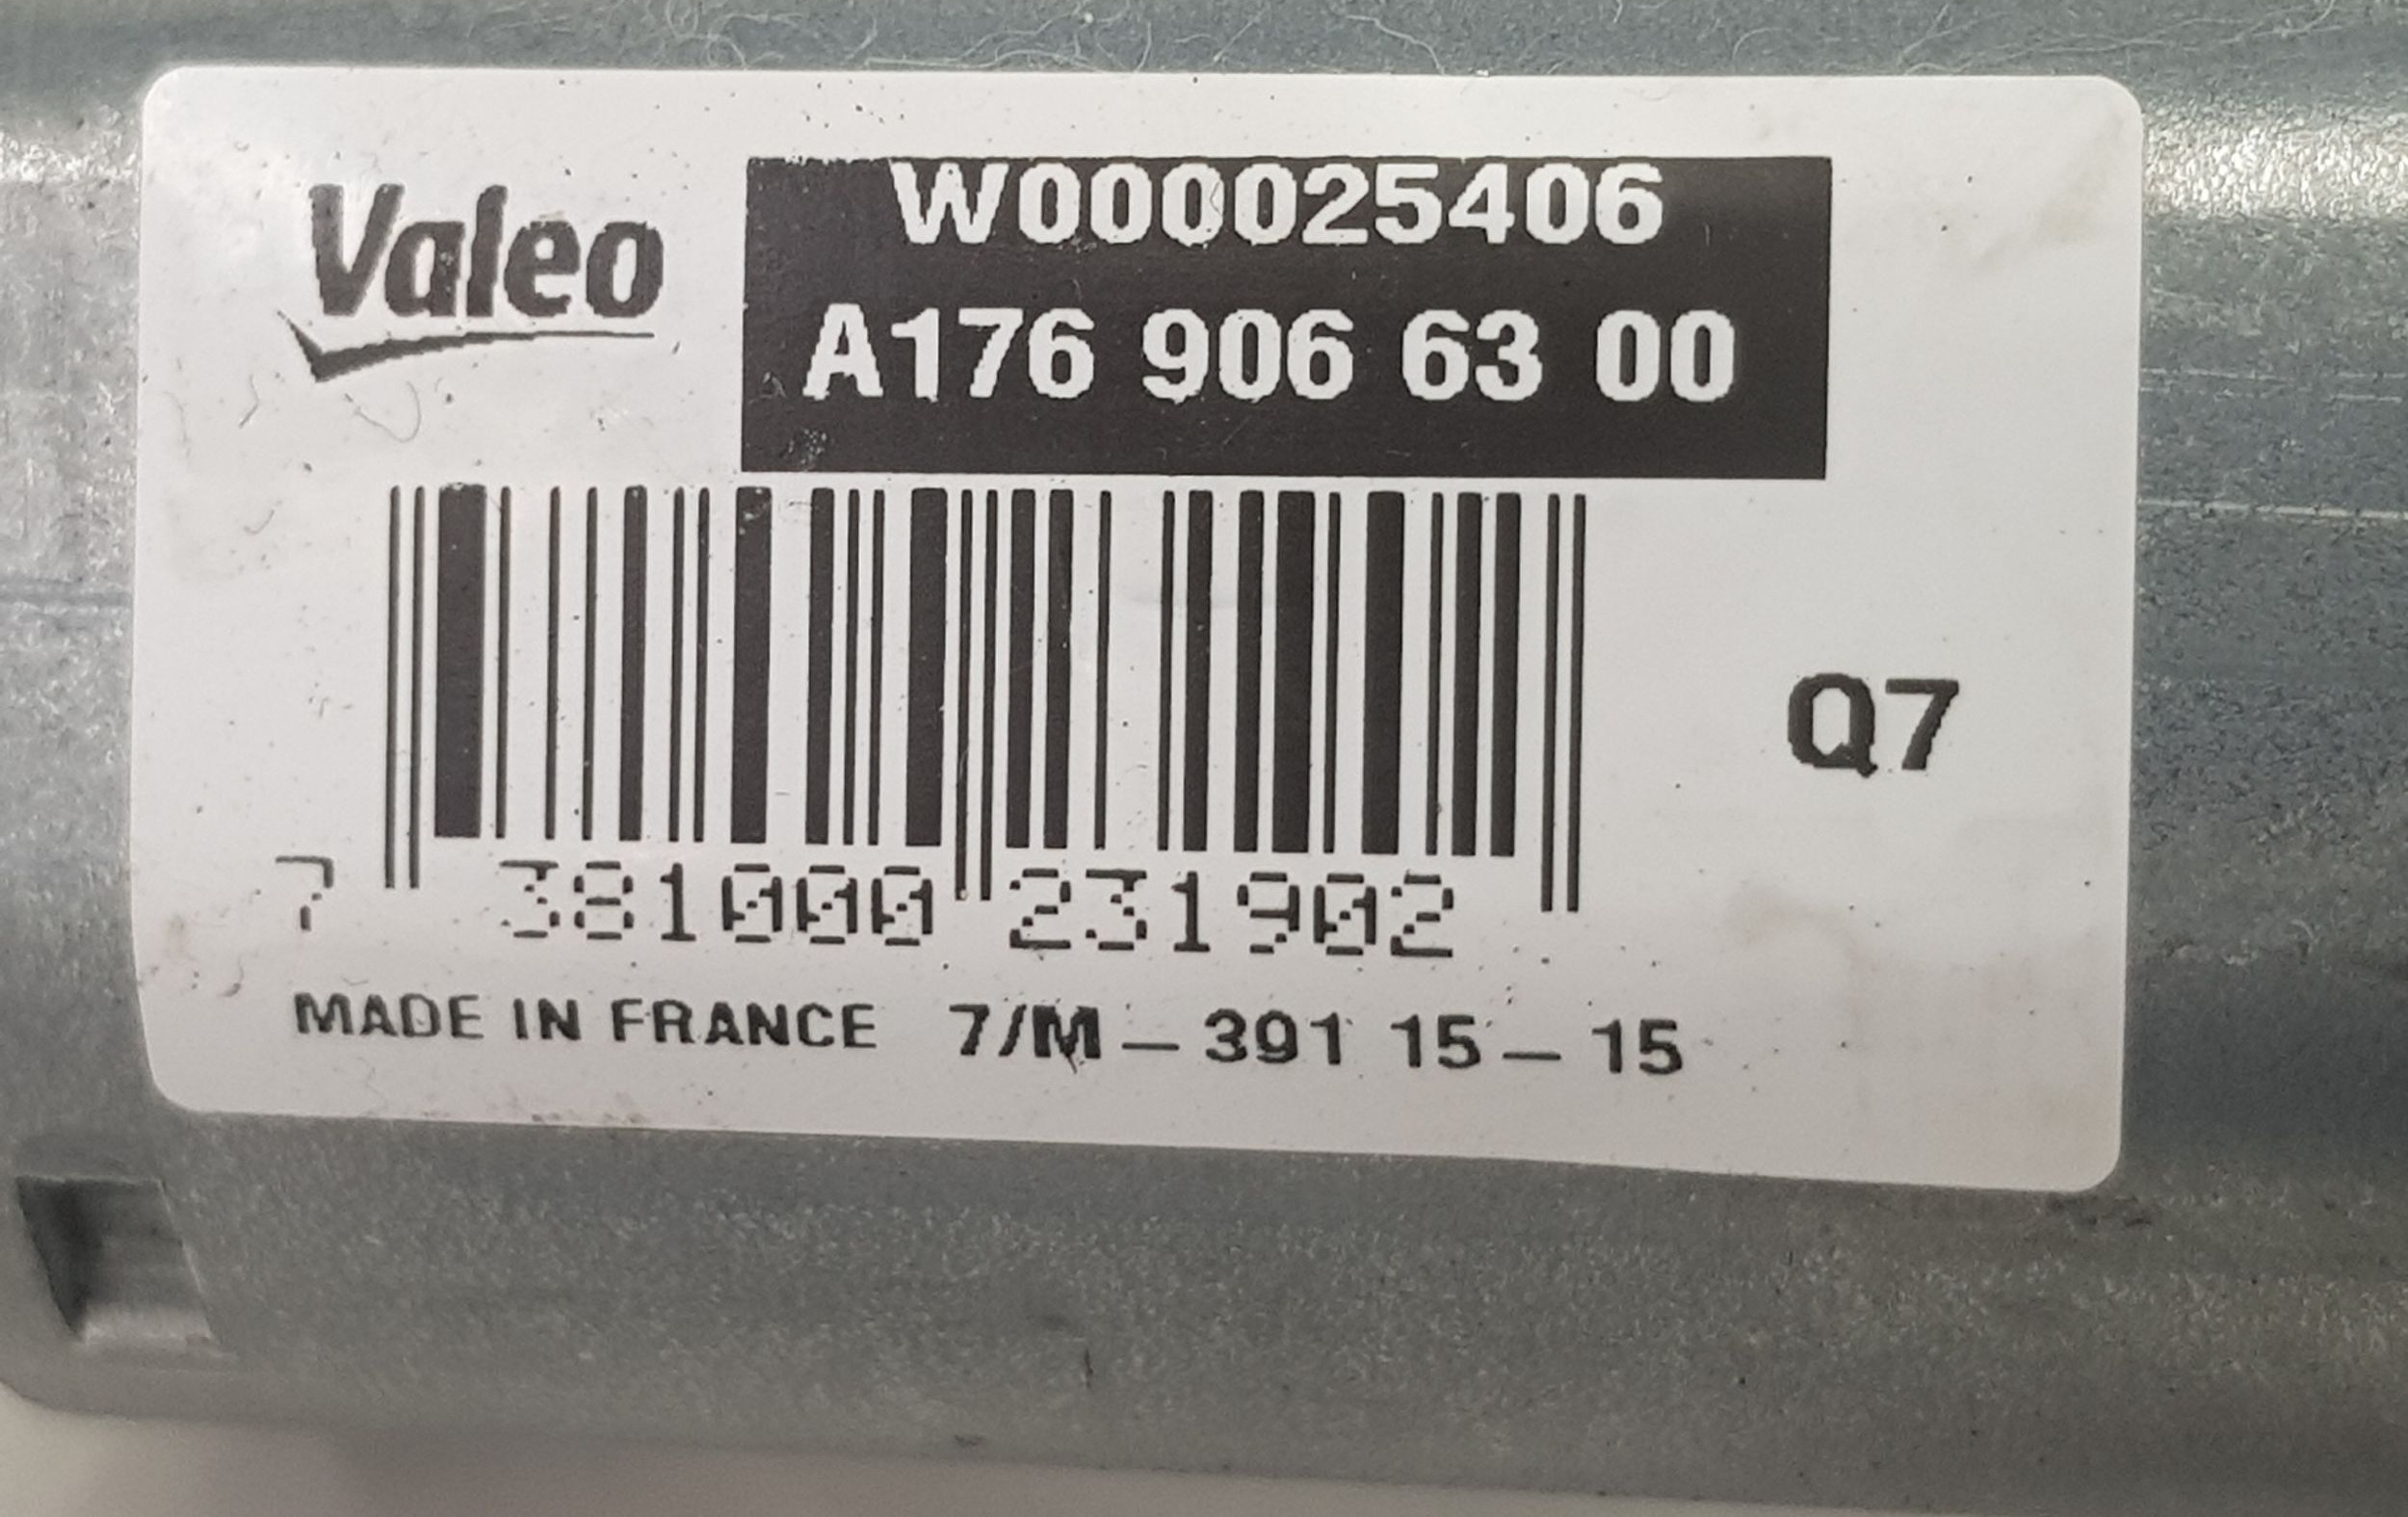 Valeo
W000025406
A176 906 63 00
Q7
7 381000 231902
MADE IN FRANCE 7/M - 391 15 - 15